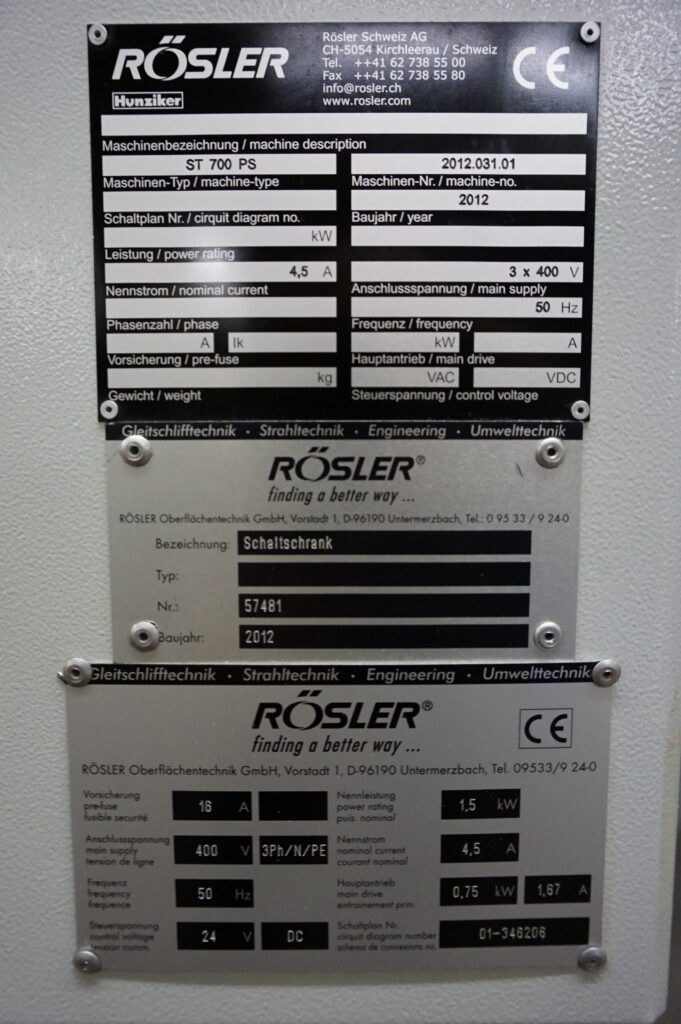 RÖSLER
Hunziker
Rösler Schweiz AG
CH-5054 Kirchleerau / Schweiz
Tel. ++41 62 738 55 00
Fax ++41 62 738 55 80
info@rosler.ch
www.rosler.com
CE
Maschinenbezeichnung / machine description
ST 700 PS 2012.031.01
Maschinen-Typ / machine-type Maschinen-Nr. / machine-no.
2012
Schaltplan Nr. / cirquit diagram no. Baujahr / year
kW
Leistung / power rating
4,5 A 3 x 400 V
Nennstrom / nominal current Anschlussspannung / main supply
50 Hz
Phasenzahl / phase Frequenz / frequency
A Ik kW A
Vorsicherung / pre-fuse Hauptantrieb / main drive
kg VAC VDC
Gewicht / weight Steuerspannung / control voltage
Gleitschlifftechnik · Strahltechnik · Engineering · Umwelttechnik
RÖSLER®
finding a better way ...
RÖSLER Oberflächentechnik GmbH, Vorstadt 1, D-96190 Untermerzbach, Tel.: 0 95 33 / 9 24-0
Bezeichnung: Schaltschrank
Typ:
Nr.: 57481
Baujahr: 2012
Gleitschlifftechnik · Strahltechnik · Engineering · Umwelttechnik
RÖSLER®
finding a better way ...
CE
RÖSLER Oberflächentechnik GmbH, Vorstadt 1, D-96190 Untermerzbach, Tel. 09533/9 24-0
Vorsicherung
pre-fuse
fusible securité
16 A
Nennleistung
power rating
puis. nominal
1,5 kW
Anschlussspannung
main supply
tension de ligne
400 V 3Ph/N/PE
Nennstrom
nominal current
courant nominal
4,5 A
Frequenz
frequency
frequence
50 Hz
Hauptantrieb
main drive
entrainement prin.
0,75 kW 1,67 A
Steuerspannung
control voltage
tension comm.
24 V DC
Schaltplan Nr.
cirquit diagram number
schema de connexions no.
01-346206